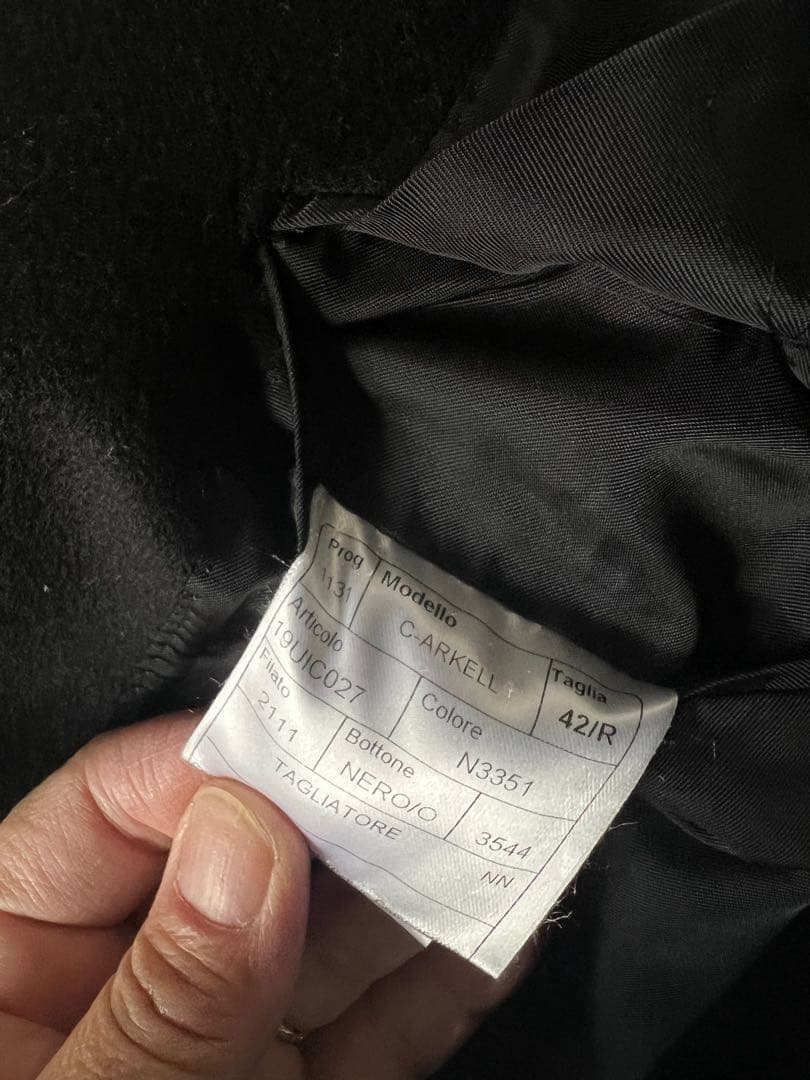 Prog
1131
Modello
C-ARKELL
Taglia
42/R
Articolo
19UIC027
Colore
N3351
Filato
2111
Bottone
NERO/O
3544
TAGLIATORE
NN